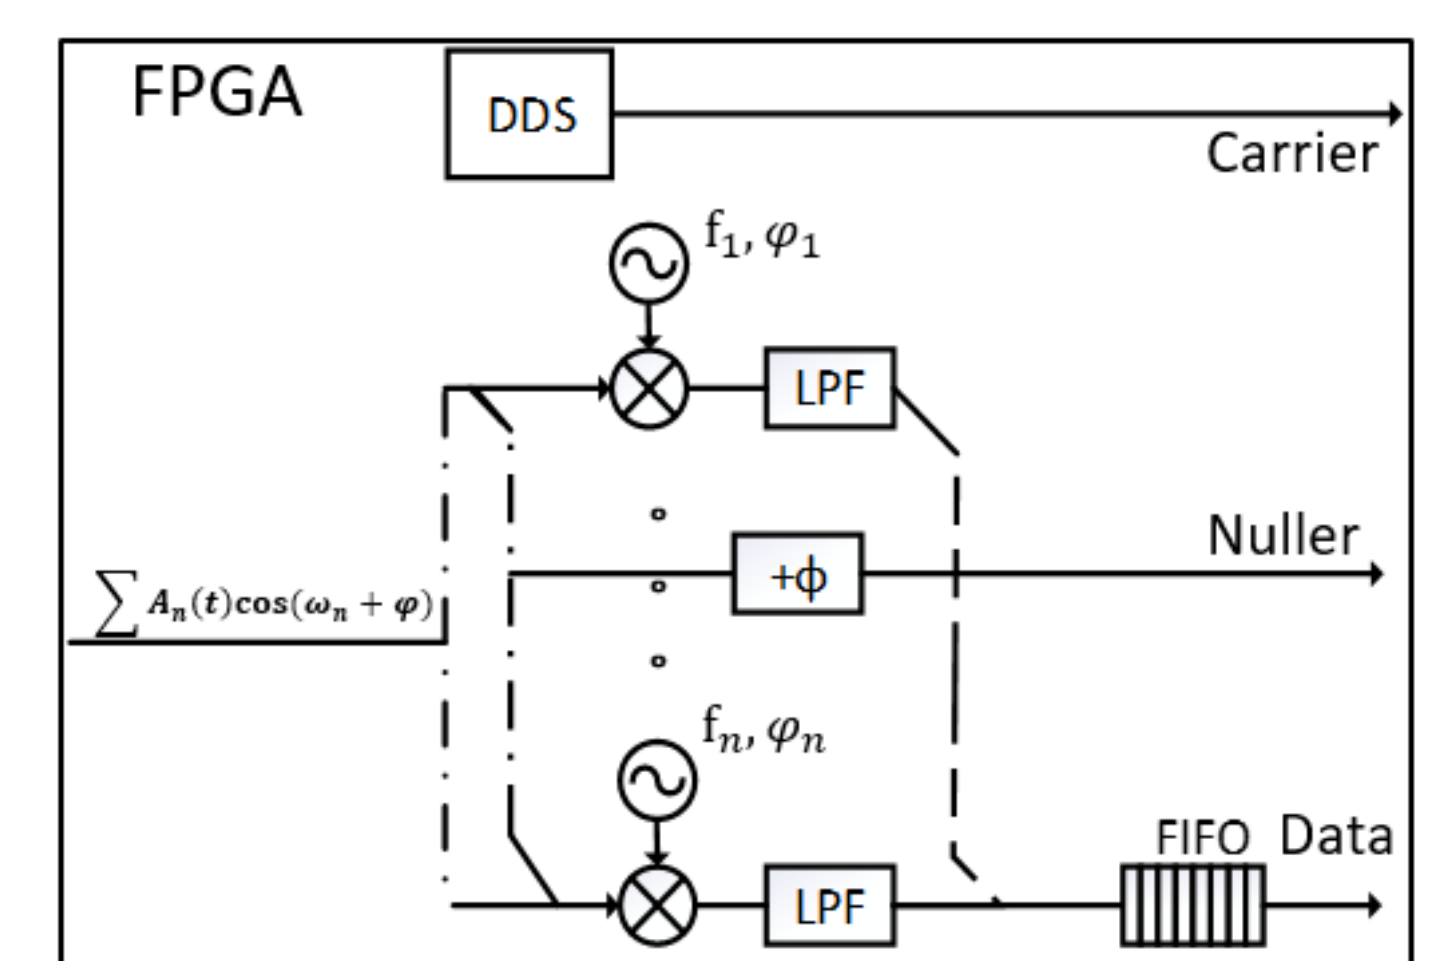 FPGA
DDS
Carrier
f₁, φ₁
LPF
Nuller
+ϕ
∑ Aₙ(t)cos(ωₙ + φ)
fₙ, φₙ
FIFO Data
LPF